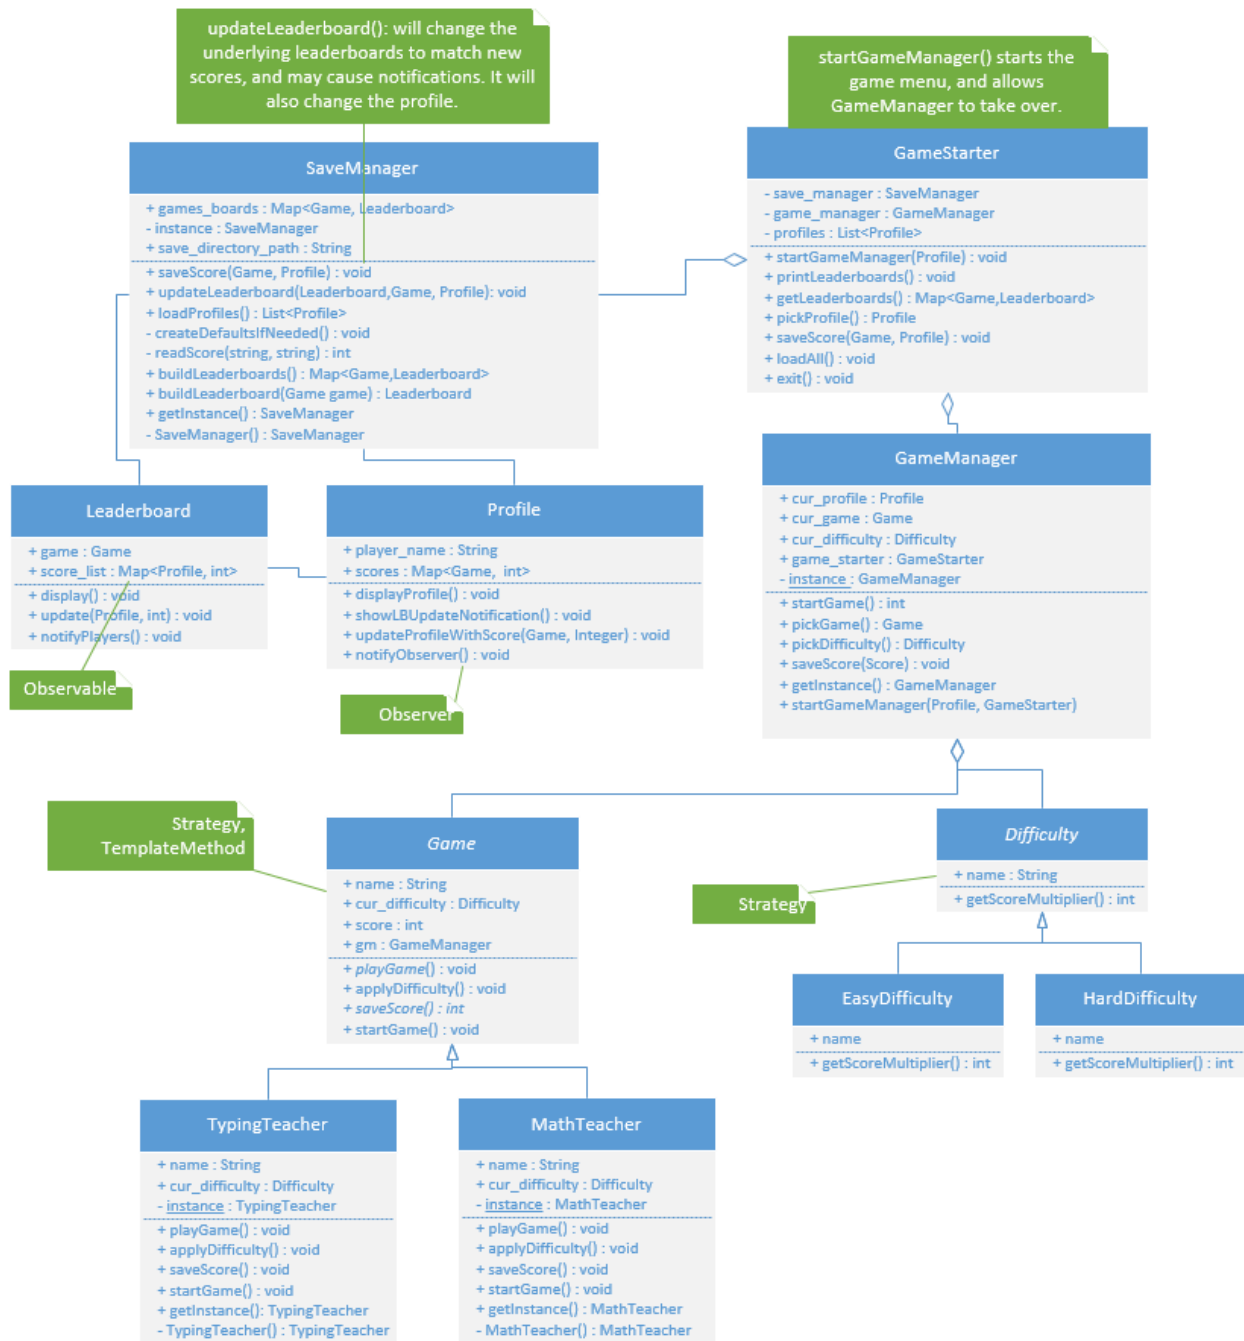 updateLeaderboard(): will change the
underlying leaderboards to match new
scores, and may cause notifications. It will
also change the profile.
startGameManager() starts the
game menu, and allows
GameManager to take over.
SaveManager
+ games_boards : Map<Game, Leaderboard>
- instance : SaveManager
+ save_directory_path : String
+ saveScore(Game, Profile) : void
+ updateLeaderboard(Leaderboard,Game, Profile): void
+ loadProfiles() : List<Profile>
- createDefaultsIfNeeded() : void
- readScore(string, string) : int
+ buildLeaderboards() : Map<Game,Leaderboard>
+ buildLeaderboard(Game game) : Leaderboard
+ getInstance() : SaveManager
- SaveManager() : SaveManager
GameStarter
- save_manager : SaveManager
- game_manager : GameManager
- profiles : List<Profile>
+ startGameManager(Profile) : void
+ printLeaderboards() : void
+ getLeaderboards() : Map<Game,Leaderboard>
+ pickProfile() : Profile
+ saveScore(Game, Profile) : void
+ loadAll() : void
+ exit() : void
Leaderboard
+ game : Game
+ score_list : Map<Profile, int>
+ display() : void
+ update(Profile, int) : void
+ notifyPlayers() : void
Observable
Profile
+ player_name : String
+ scores : Map<Game, int>
+ displayProfile() : void
+ showLBUpdateNotification() : void
+ updateProfileWithScore(Game, Integer) : void
+ notifyObserver() : void
Observer
GameManager
+ cur_profile : Profile
+ cur_game : Game
+ cur_difficulty : Difficulty
+ game_starter : GameStarter
- instance : GameManager
+ startGame() : int
+ pickGame() : Game
+ pickDifficulty() : Difficulty
+ saveScore(Score) : void
+ getInstance() : GameManager
+ startGameManager(Profile, GameStarter)
Strategy,
TemplateMethod
Game
+ name : String
+ cur_difficulty : Difficulty
+ score : int
+ gm : GameManager
+ playGame() : void
+ applyDifficulty() : void
+ saveScore() : int
+ startGame() : void
Strategy
Difficulty
+ name : String
+ getScoreMultiplier() : int
EasyDifficulty
+ name
+ getScoreMultiplier() : int
HardDifficulty
+ name
+ getScoreMultiplier() : int
TypingTeacher
+ name : String
+ cur_difficulty : Difficulty
- instance : TypingTeacher
+ playGame() : void
+ applyDifficulty() : void
+ saveScore() : void
+ startGame() : void
+ getInstance(): TypingTeacher
- TypingTeacher() : TypingTeacher
MathTeacher
+ name : String
+ cur_difficulty : Difficulty
- instance : MathTeacher
+ playGame() : void
+ applyDifficulty() : void
+ saveScore() : void
+ startGame() : void
+ getInstance() : MathTeacher
- MathTeacher() : MathTeacher